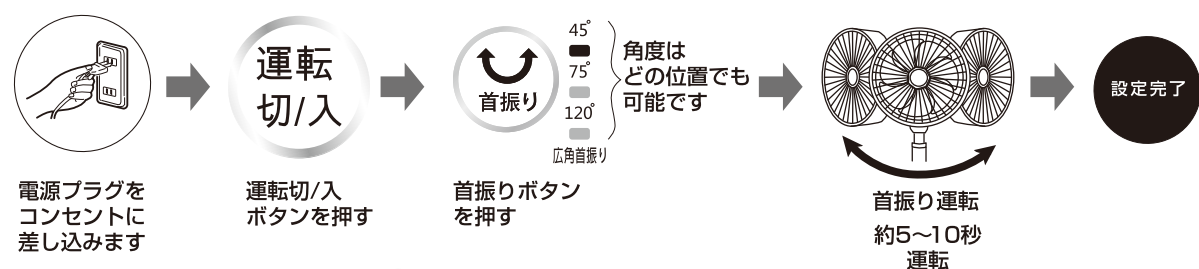 電源プラグを
コンセントに
差し込みます
運転
切/入
運転切/入
ボタンを押す
首振り
45°
75°
120°
広角首振り
角度は
どの位置でも
可能です
首振りボタン
を押す
首振り運転
約5～10秒
運転
設定完了